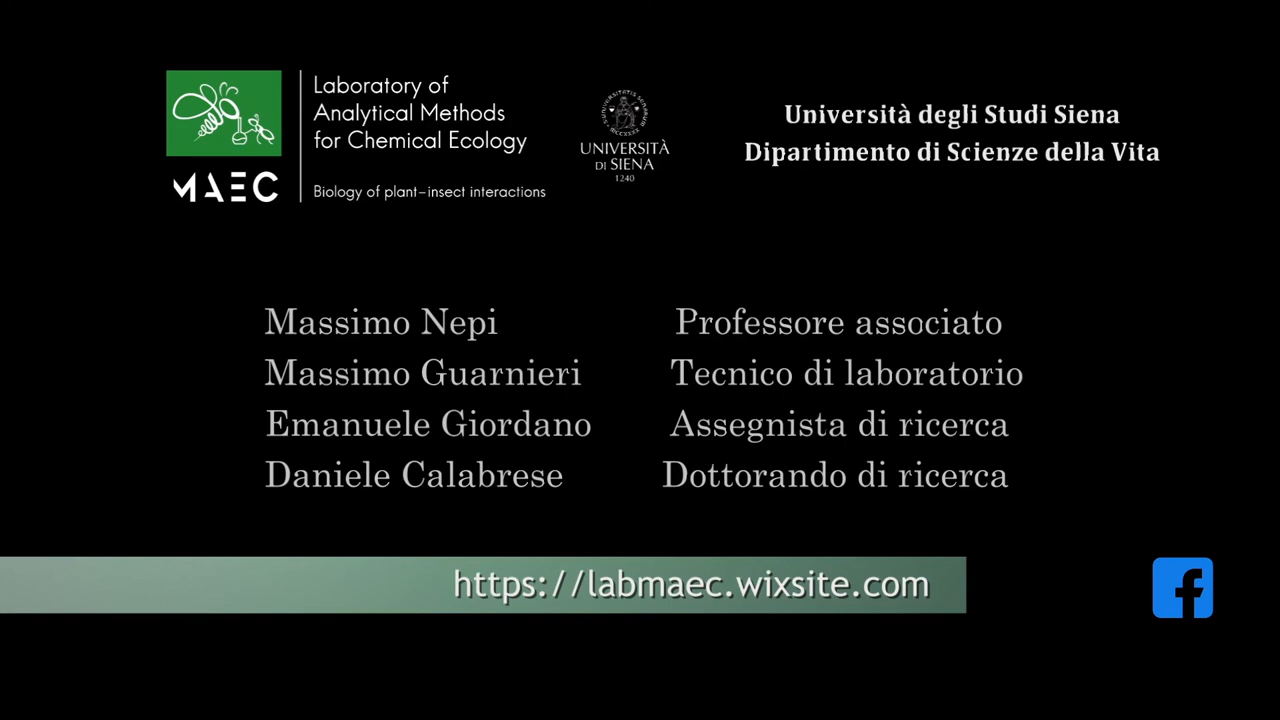 Laboratory of
Analytical Methods
for Chemical Ecology
MAEC
Biology of plant-insect interactions
UNIVERSITÀ
DI SIENA
1240
Università degli Studi Siena
Dipartimento di Scienze della Vita
Massimo Nepi Professore associato
Massimo Guarnieri Tecnico di laboratorio
Emanuele Giordano Assegnista di ricerca
Daniele Calabrese Dottorando di ricerca
https://labmaec.wixsite.com